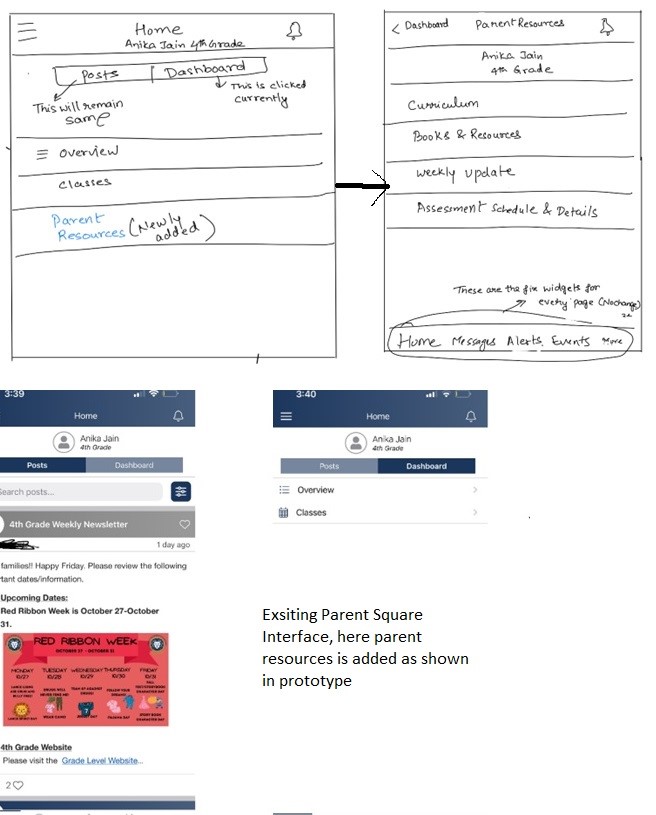 Home
Anika Jain 4th Grade
Posts | Dashboard
This will remain same
This is clicked currently
overview
classes
Parent Resources (Newly added)
< Dashboard Parent Resources
Anika Jain
4th Grade
Curriculum
Books & Resources
weekly update
Assessment Schedule & Details
These are the fix widgets for
every page (No change)
Home Messages Alerts Events More
3:39
Home
Anika Jain
4th Grade
Posts Dashboard
Search posts...
4th Grade Weekly Newsletter
1 day ago
families!! Happy Friday. Please review the following
tant dates/information.
Upcoming Dates:
Red Ribbon Week is October 27-October
31.
RED RIBBON WEEK
OCTOBER 27 - OCTOBER 31
MONDAY TUESDAY WEDNESDAY THURSDAY FRIDAY
10/27 10/28 10/29 10/30 10/31
4th Grade Website
Please visit the Grade Level Website...
2
3:40
Home
Anika Jain
4th Grade
Posts Dashboard
Overview
Classes
Exsiting Parent Square
Interface, here parent
resources is added as shown
in prototype